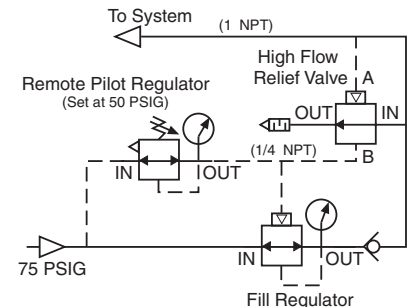 To System
(1 NPT)
High Flow
Relief Valve
A
Remote Pilot Regulator
(Set at 50 PSIG)
OUT
IN
B
(1/4 NPT)
IN
OUT
IN
OUT
75 PSIG
Fill Regulator